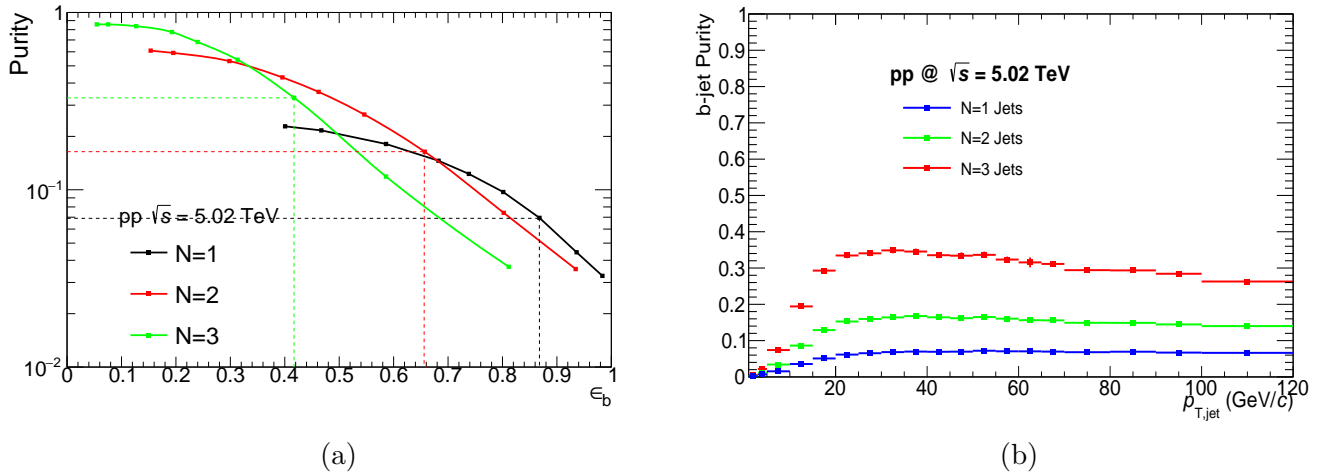 Purity
1
10⁻¹
10⁻²
pp √s = 5.02 TeV
N=1
N=2
N=3
0 0.1 0.2 0.3 0.4 0.5 0.6 0.7 0.8 0.9 1
ϵ_b
(a)
b-jet Purity
1
0.9
0.8
0.7
0.6
0.5
0.4
0.3
0.2
0.1
0
pp @ √s = 5.02 TeV
N=1 Jets
N=2 Jets
N=3 Jets
20 40 60 80 100 120
p_T,jet (GeV/c)
(b)